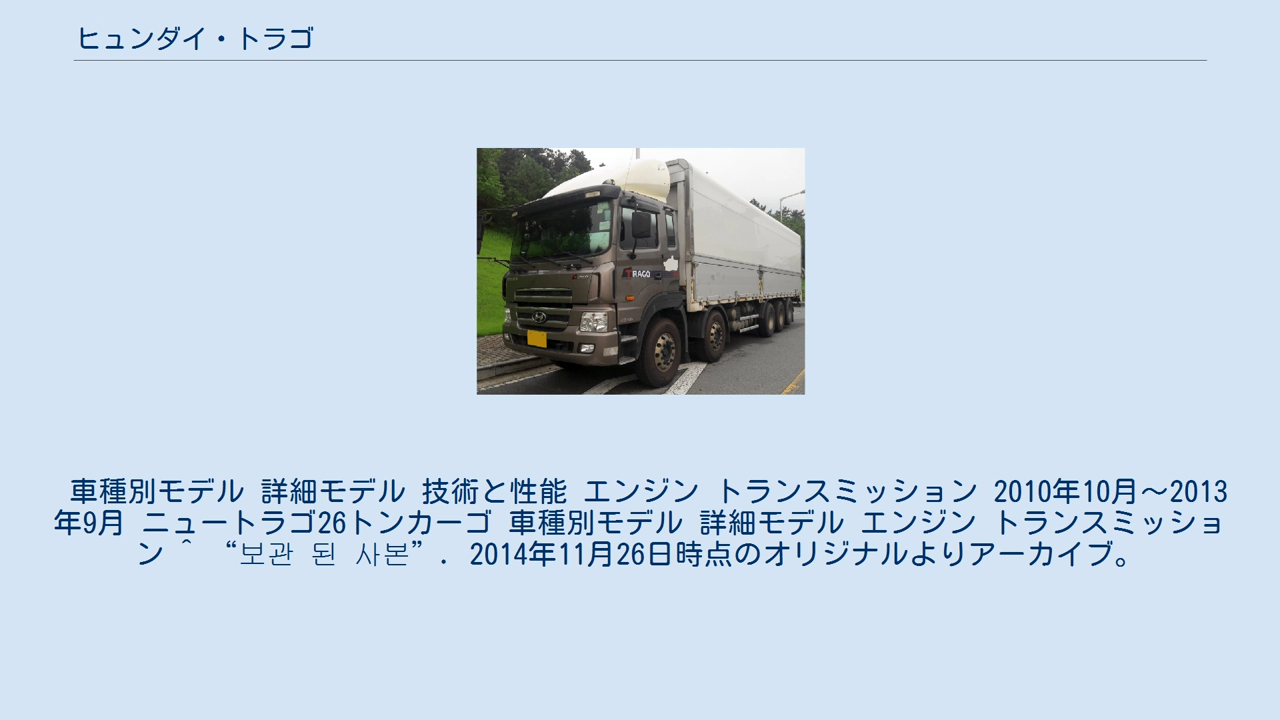 ヒュンダイ・トラゴ
TRAGO
車種別モデル 詳細モデル 技術と性能 エンジン トランスミッション 2010年10月～2013
年9月 ニュートラゴ26トンカーゴ 車種別モデル 詳細モデル エンジン トランスミッショ
ン ^ “보관 된 사본”. 2014年11月26日時点のオリジナルよりアーカイブ。